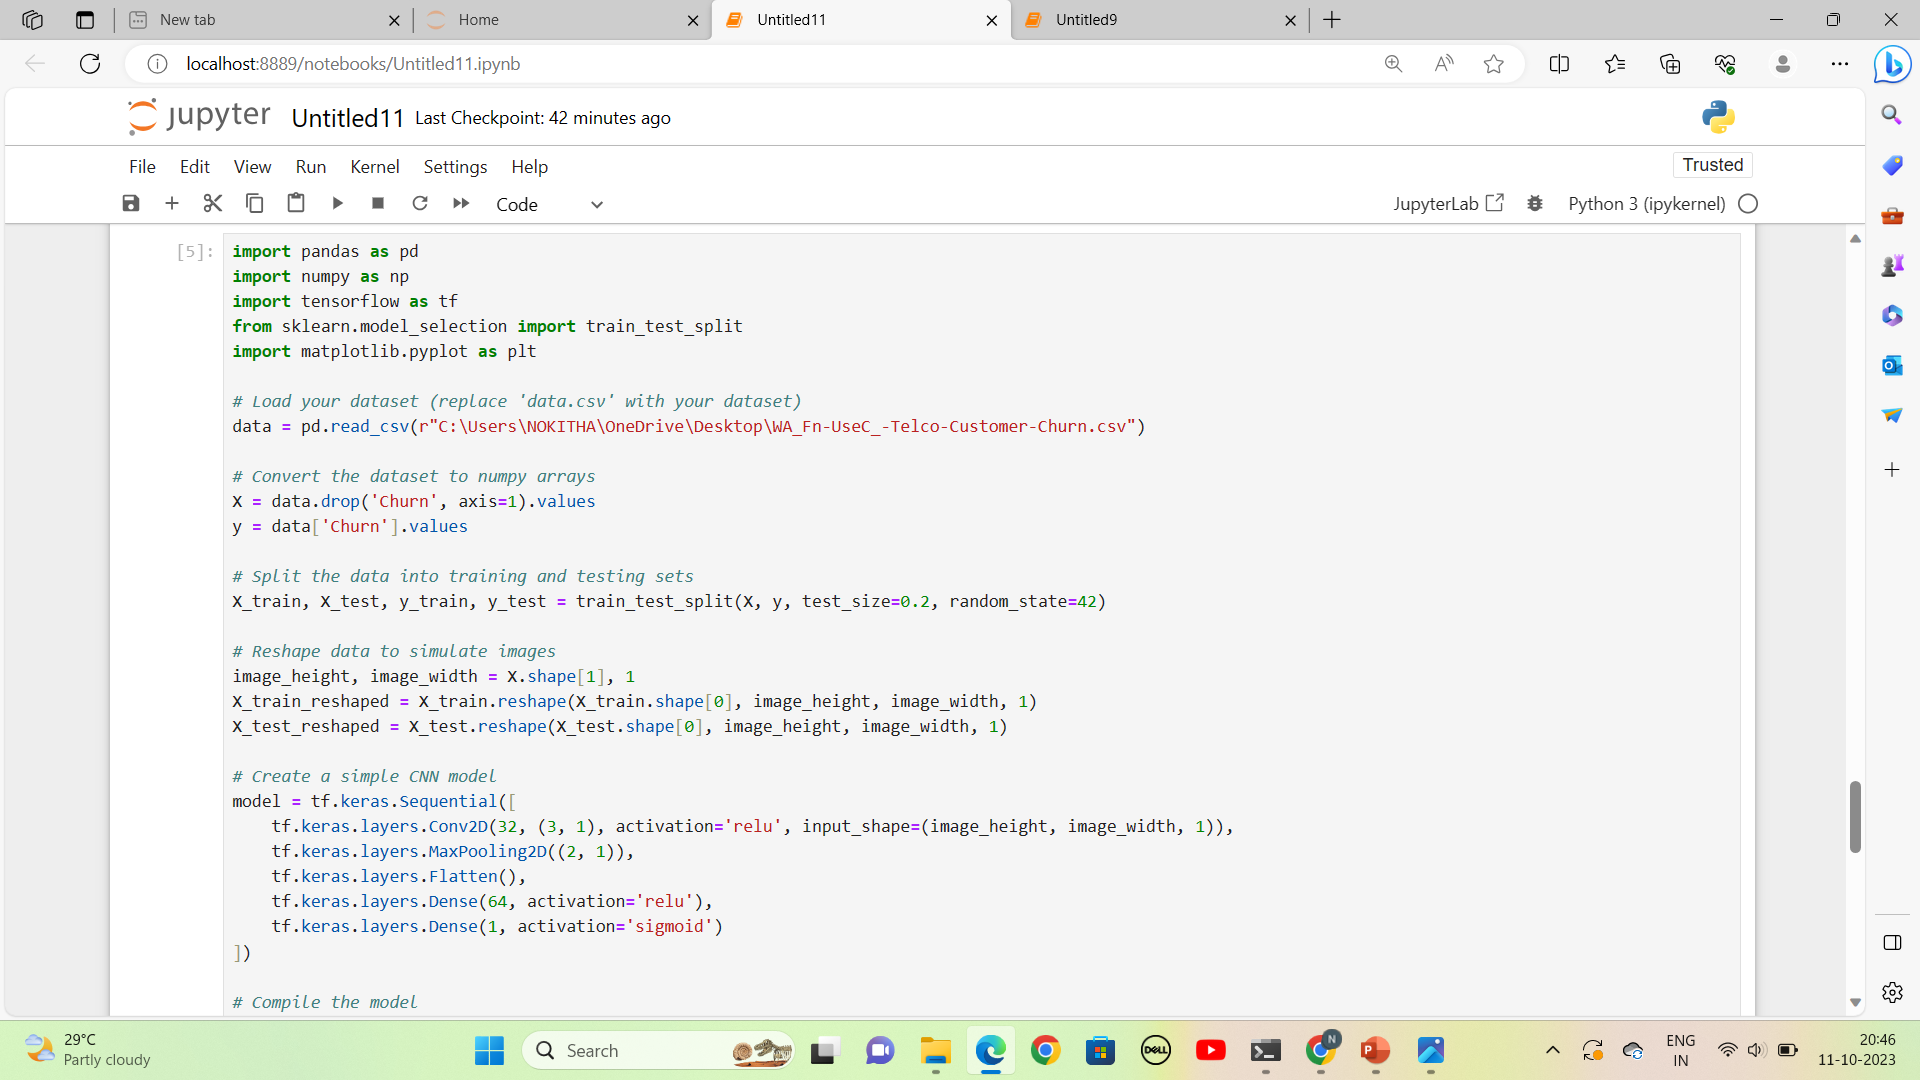 New tab
Home
Untitled11
Untitled9
localhost:8889/notebooks/Untitled11.ipynb
jupyter Untitled11 Last Checkpoint: 42 minutes ago
File Edit View Run Kernel Settings Help
Trusted
Code
JupyterLab
Python 3 (ipykernel)
[5]:
import pandas as pd
import numpy as np
import tensorflow as tf
from sklearn.model_selection import train_test_split
import matplotlib.pyplot as plt
# Load your dataset (replace 'data.csv' with your dataset)
data = pd.read_csv(r"C:\Users\NOKITHA\OneDrive\Desktop\WA_Fn-UseC_-Telco-Customer-Churn.csv")
# Convert the dataset to numpy arrays
X = data.drop('Churn', axis=1).values
y = data['Churn'].values
# Split the data into training and testing sets
X_train, X_test, y_train, y_test = train_test_split(X, y, test_size=0.2, random_state=42)
# Reshape data to simulate images
image_height, image_width = X.shape[1], 1
X_train_reshaped = X_train.reshape(X_train.shape[0], image_height, image_width, 1)
X_test_reshaped = X_test.reshape(X_test.shape[0], image_height, image_width, 1)
# Create a simple CNN model
model = tf.keras.Sequential([
    tf.keras.layers.Conv2D(32, (3, 1), activation='relu', input_shape=(image_height, image_width, 1)),
    tf.keras.layers.MaxPooling2D((2, 1)),
    tf.keras.layers.Flatten(),
    tf.keras.layers.Dense(64, activation='relu'),
    tf.keras.layers.Dense(1, activation='sigmoid')
])
# Compile the model
29°C
Partly cloudy
Search
DELL
N
P
ENG
IN
20:46
11-10-2023